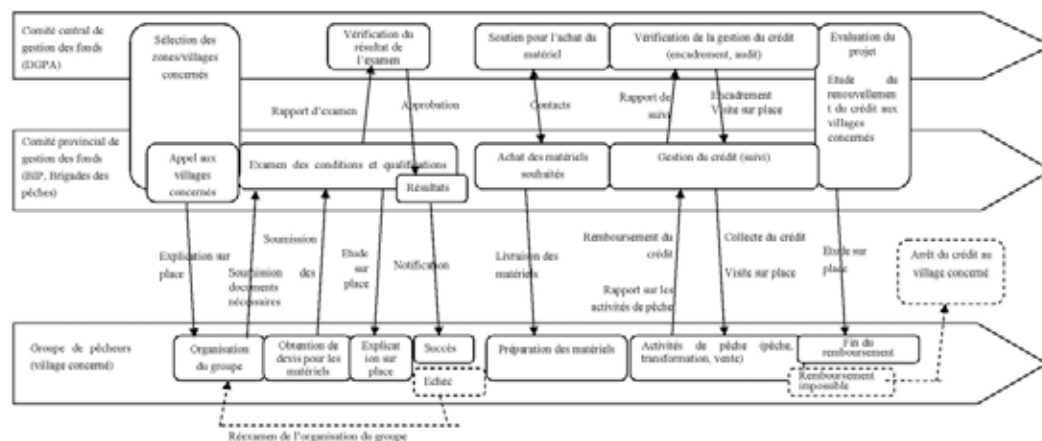 Comité central de
gestion des fonds
(DGPA)
Sélection des
zones/villages
concernés
Vérification du
résultat de
l'examen
Soutien pour l'achat du
matériel
Vérification de la gestion du crédit
(encadrement, audit)
Evaluation du
projet
Etude du
renouvellemen
t du crédit aux
villages
concernés
Rapport d'examen
Approbation
Contacts
Rapport de
suivi
Encadrement
Visite sur place
Comité provincial de
gestion des fonds
(BIP, Brigades des
pêches)
Appel aux
villages
concernés
Examen des conditions et qualifications
Résultats
Achat des matériels
souhaités
Gestion du crédit (suivi)
Explication sur
place
Soumission
Soumission des
documents
nécessaires
Etude sur
place
Notification
Livraison des
matériels
Remboursement du
crédit
Rapport sur les
activités de pêche
Collecte du crédit
Visite sur place
Etude sur
place
Arrêt du crédit au
village concerné
Groupe de pêcheurs
(village concerné)
Organisation
du groupe
Obtention de
devis pour les
matériels
Explicat
ion sur
place
Succès
Echec
Préparation des matériels
Activités de pêche (pêche,
transformation, vente)
Fin du
remboursement
Remboursement
impossible
Réexamen de l'organisation du groupe